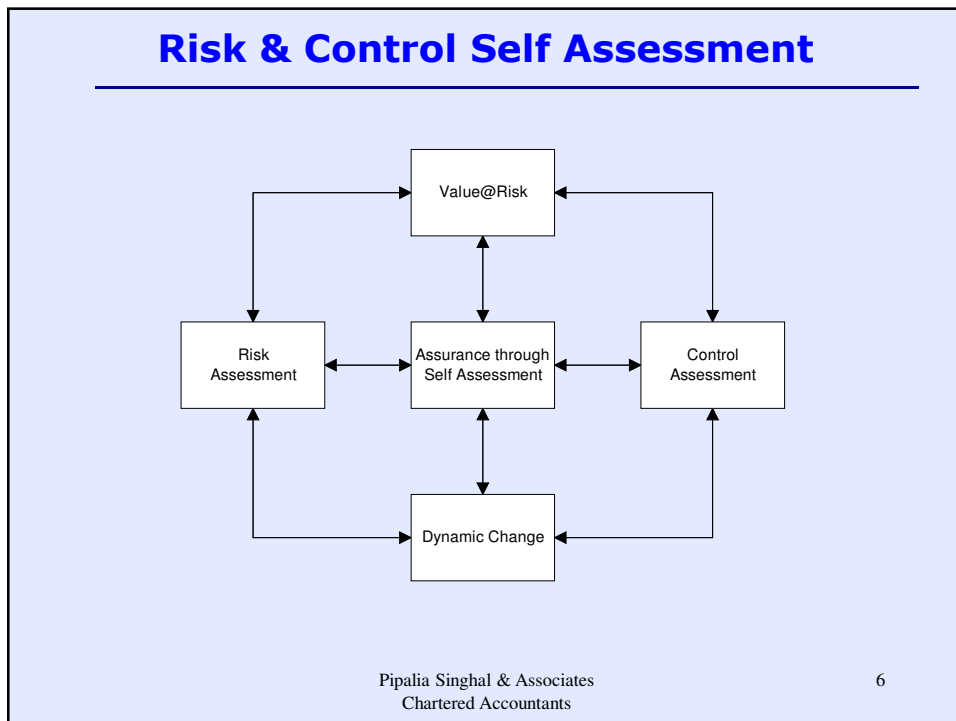 Risk & Control Self Assessment
Value@Risk
Risk
Assessment
Assurance through
Self Assessment
Control
Assessment
Dynamic Change
Pipalia Singhal & Associates
Chartered Accountants
6